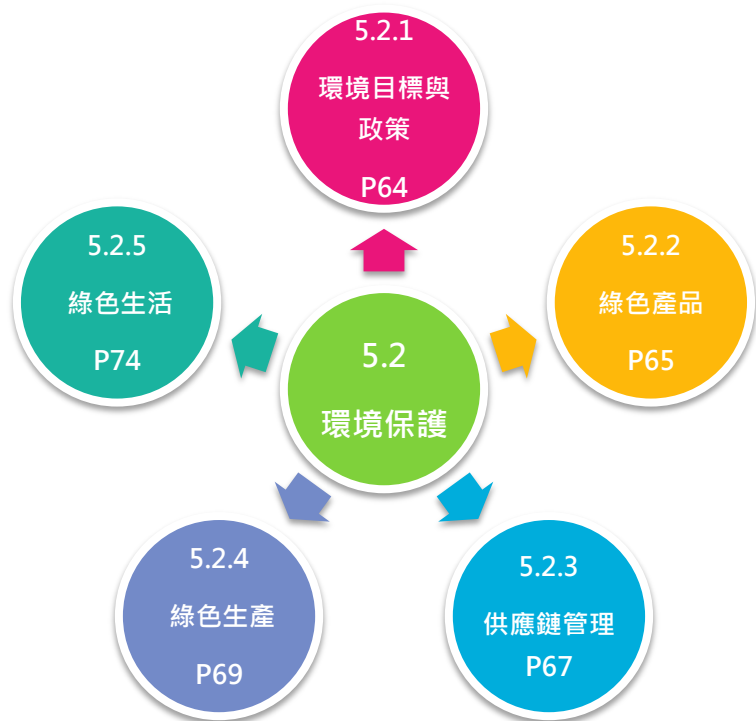 5.2.1
環境目標與
政策
P64
5.2.5
綠色生活
P74
5.2.2
綠色產品
P65
5.2
環境保護
5.2.4
綠色生產
P69
5.2.3
供應鏈管理
P67